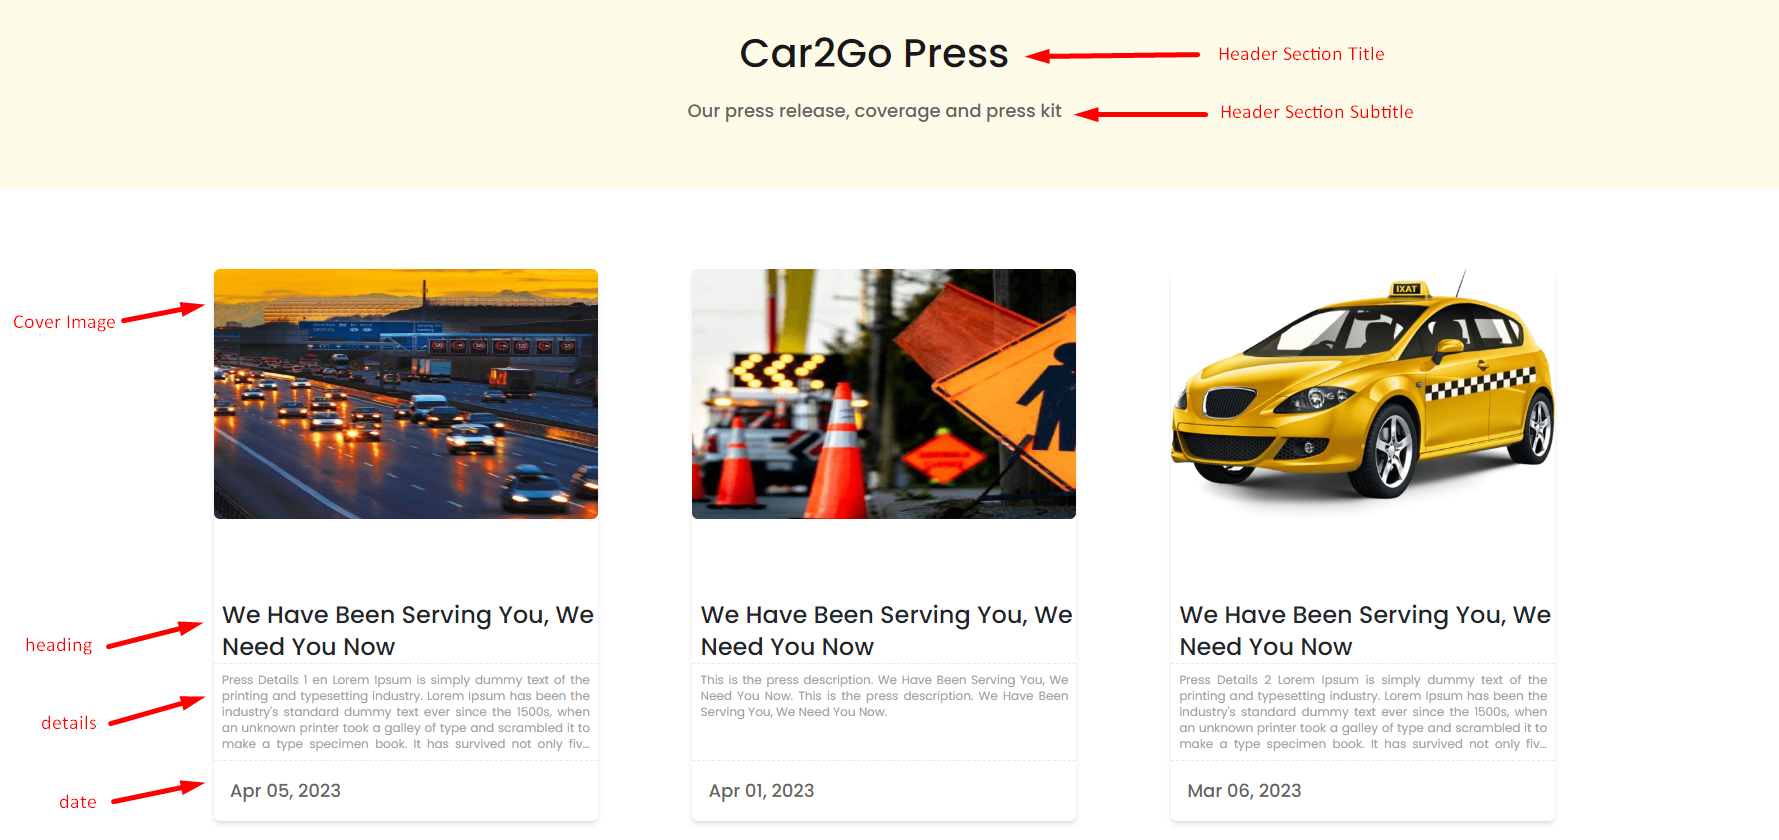 Car2Go Press
Header Section Title
Our press release, coverage and press kit
Header Section Subtitle
Cover Image
IXAT
heading
We Have Been Serving You, We
Need You Now
details
Press Details 1 en Lorem Ipsum is simply dummy text of the
printing and typesetting industry. Lorem Ipsum has been the
industry's standard dummy text ever since the 1500s, when
an unknown printer took a galley of type and scrambled it to
make a type specimen book. It has survived not only fiv...
date
Apr 05, 2023
We Have Been Serving You, We
Need You Now
This is the press description. We Have Been Serving You, We
Need You Now. This is the press description. We Have Been
Serving You, We Need You Now.
Apr 01, 2023
We Have Been Serving You, We
Need You Now
Press Details 2 Lorem Ipsum is simply dummy text of the
printing and typesetting industry. Lorem Ipsum has been the
industry's standard dummy text ever since the 1500s, when
an unknown printer took a galley of type and scrambled it to
make a type specimen book. It has survived not only fiv...
Mar 06, 2023